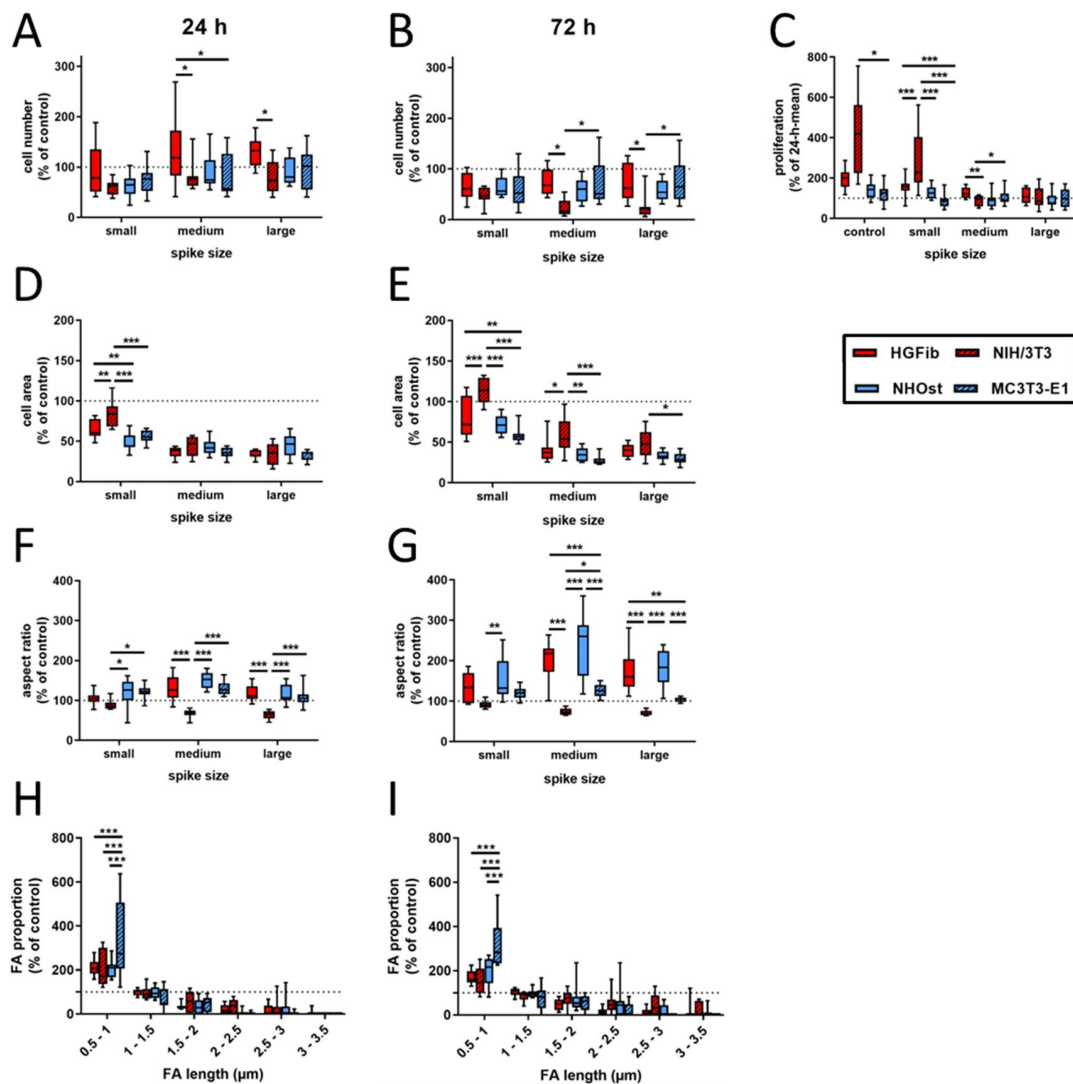 A
24 h
cell number
(% of control)
300
200
100
0
*
*
*
small
medium
large
spike size
B
72 h
cell number
(% of control)
300
200
100
0
*
*
*
*
small
medium
large
spike size
C
proliferation
(% of 24-h-mean)
800
600
400
200
0
*
***
***
*** ***
*
**
control
small
medium
large
spike size
HGFib
NIH/3T3
NHOst
MC3T3-E1
D
cell area
(% of control)
200
150
100
50
0
***
**
** ***
small
medium
large
spike size
E
cell area
(% of control)
200
150
100
50
0
**
***
*** ***
***
* **
*
small
medium
large
spike size
F
aspect ratio
(% of control)
400
300
200
100
0
*
*
***
*** ***
***
*** ***
small
medium
large
spike size
G
aspect ratio
(% of control)
400
300
200
100
0
**
***
*
*** ***
***
**
*** *** ***
small
medium
large
spike size
H
FA proportion
(% of control)
800
600
400
200
0
***
***
***
0.5 - 1
1 - 1.5
1.5 - 2
2 - 2.5
2.5 - 3
3 - 3.5
FA length (µm)
I
FA proportion
(% of control)
800
600
400
200
0
***
***
***
0.5 - 1
1 - 1.5
1.5 - 2
2 - 2.5
2.5 - 3
3 - 3.5
FA length (µm)